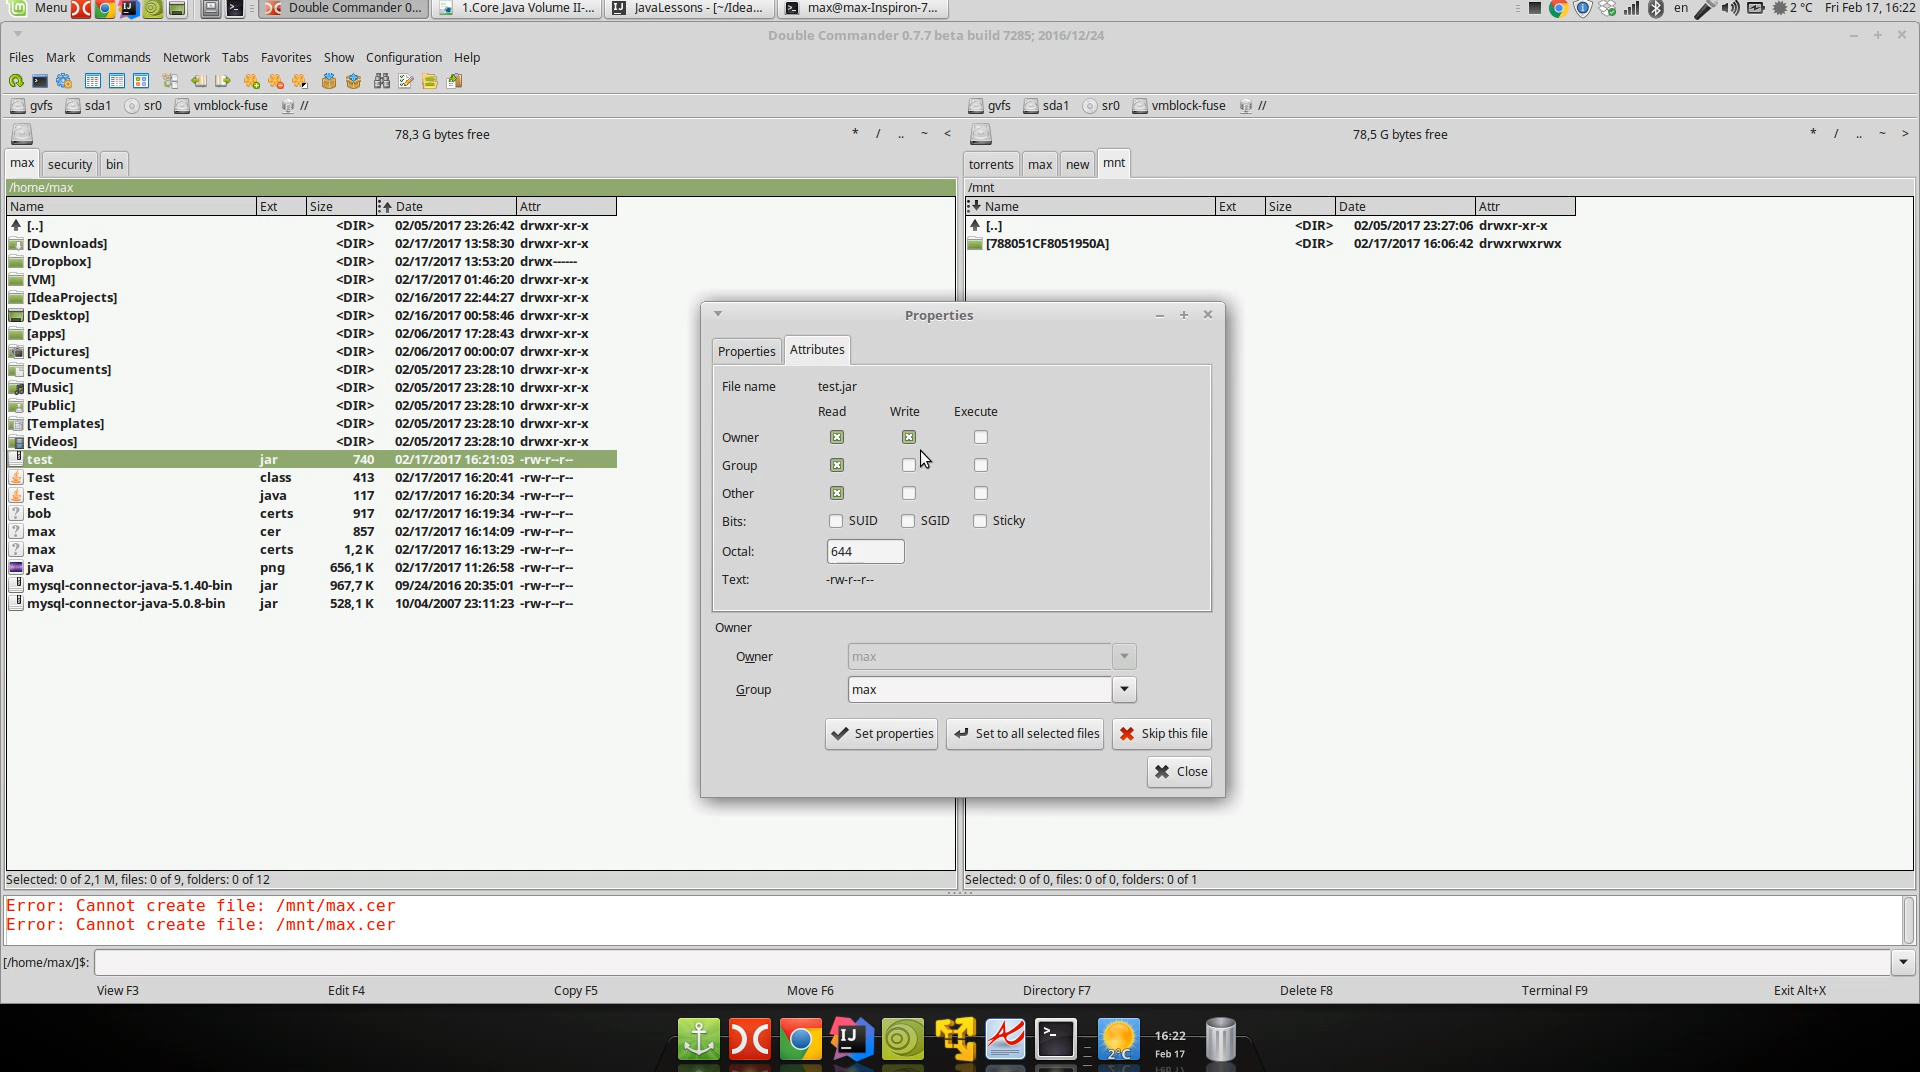 Menu Double Commander 0... 1.Core Java Volume II-... JavaLessons - [~/Idea... max@max-Inspiron-7... en 2 °C Fri Feb 17, 16:22
Double Commander 0.7.7 beta build 7285; 2016/12/24
Files Mark Commands Network Tabs Favorites Show Configuration Help
gvfs sda1 sr0 vmblock-fuse // gvfs sda1 sr0 vmblock-fuse //
78,3 G bytes free * / .. ~ < 78,5 G bytes free * / .. ~ >
max security bin torrents max new mnt
/home/max /mnt
Name Ext Size Date Attr Name Ext Size Date Attr
[..] <DIR> 02/05/2017 23:26:42 drwxr-xr-x [..] <DIR> 02/05/2017 23:27:06 drwxr-xr-x
[Downloads] <DIR> 02/17/2017 13:58:30 drwxr-xr-x [788051CF8051950A] <DIR> 02/17/2017 16:06:42 drwxrwxrwx
[Dropbox] <DIR> 02/17/2017 13:53:20 drwx------
[VM] <DIR> 02/17/2017 01:46:20 drwxr-xr-x
[IdeaProjects] <DIR> 02/16/2017 22:44:27 drwxr-xr-x
[Desktop] <DIR> 02/16/2017 00:58:46 drwxr-xr-x
[apps] <DIR> 02/06/2017 17:28:43 drwxr-xr-x
[Pictures] <DIR> 02/06/2017 00:00:07 drwxr-xr-x
[Documents] <DIR> 02/05/2017 23:28:10 drwxr-xr-x
[Music] <DIR> 02/05/2017 23:28:10 drwxr-xr-x
[Public] <DIR> 02/05/2017 23:28:10 drwxr-xr-x
[Templates] <DIR> 02/05/2017 23:28:10 drwxr-xr-x
[Videos] <DIR> 02/05/2017 23:28:10 drwxr-xr-x
test jar 740 02/17/2017 16:21:03 -rw-r--r--
Test class 413 02/17/2017 16:20:41 -rw-r--r--
Test java 117 02/17/2017 16:20:34 -rw-r--r--
bob certs 917 02/17/2017 16:19:34 -rw-r--r--
max cer 857 02/17/2017 16:14:09 -rw-r--r--
max certs 1,2 K 02/17/2017 16:13:29 -rw-r--r--
java png 656,1 K 02/17/2017 11:26:58 -rw-r--r--
mysql-connector-java-5.1.40-bin jar 967,7 K 09/24/2016 20:35:01 -rw-r--r--
mysql-connector-java-5.0.8-bin jar 528,1 K 10/04/2007 23:11:23 -rw-r--r--
Properties
Properties Attributes
File name test.jar
Read Write Execute
Owner
Group
Other
Bits: SUID SGID Sticky
Octal: 644
Text: -rw-r--r--
Owner
Owner max
Group max
Set properties Set to all selected files Skip this file
Close
Selected: 0 of 2,1 M, files: 0 of 9, folders: 0 of 12 Selected: 0 of 0, files: 0 of 0, folders: 0 of 1
Error: Cannot create file: /mnt/max.cer
Error: Cannot create file: /mnt/max.cer
[/home/max/]$:
View F3 Edit F4 Copy F5 Move F6 Directory F7 Delete F8 Terminal F9 Exit Alt+X
IJ 2°C 16:22
Feb 17